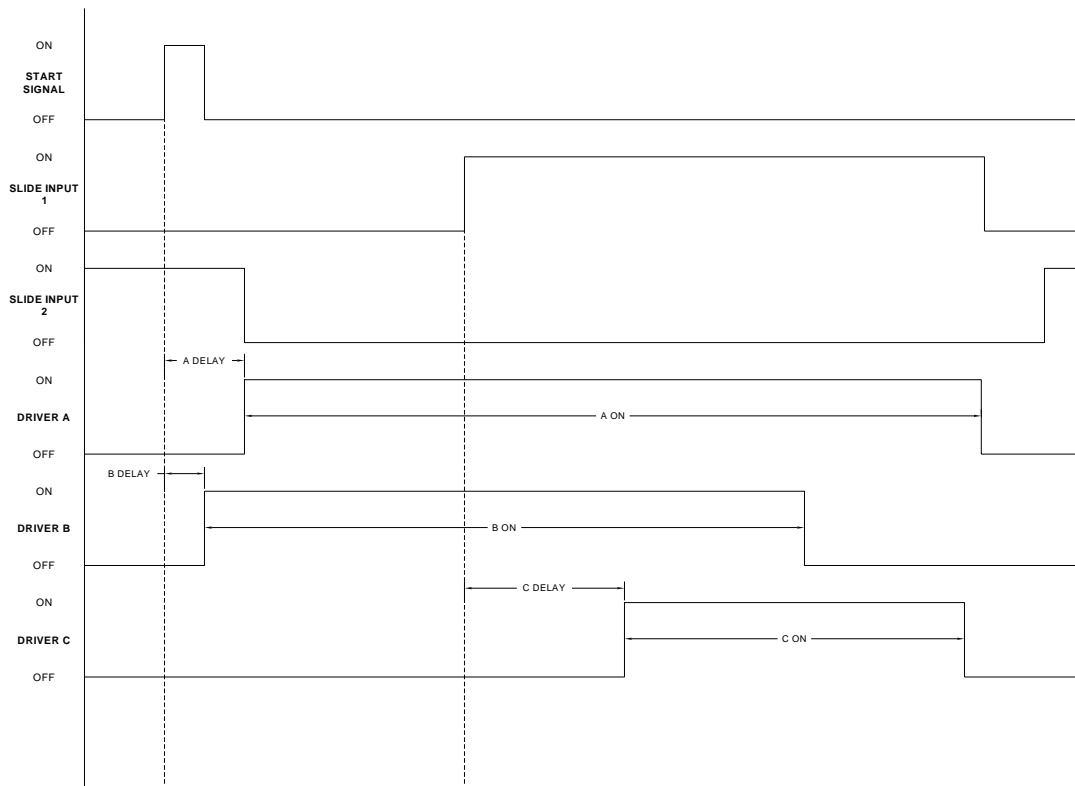 ON
START
SIGNAL
OFF
ON
SLIDE INPUT
1
OFF
ON
SLIDE INPUT
2
OFF
A DELAY
ON
DRIVER A
A ON
OFF
B DELAY
ON
DRIVER B
B ON
OFF
C DELAY
ON
DRIVER C
C ON
OFF